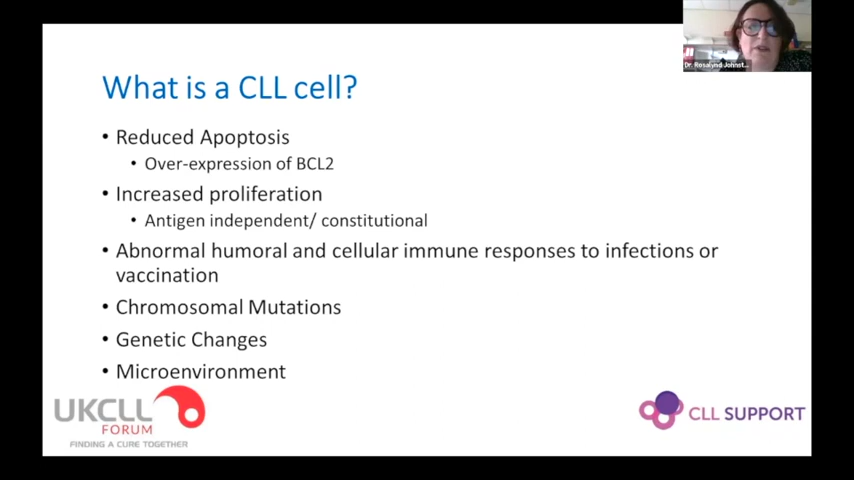 Dr. Rosalynd Johnst...
What is a CLL cell?
• Reduced Apoptosis
• Over-expression of BCL2
• Increased proliferation
• Antigen independent/ constitutional
• Abnormal humoral and cellular immune responses to infections or
vaccination
• Chromosomal Mutations
• Genetic Changes
• Microenvironment
UKCLL
FORUM
FINDING A CURE TOGETHER
CLL SUPPORT